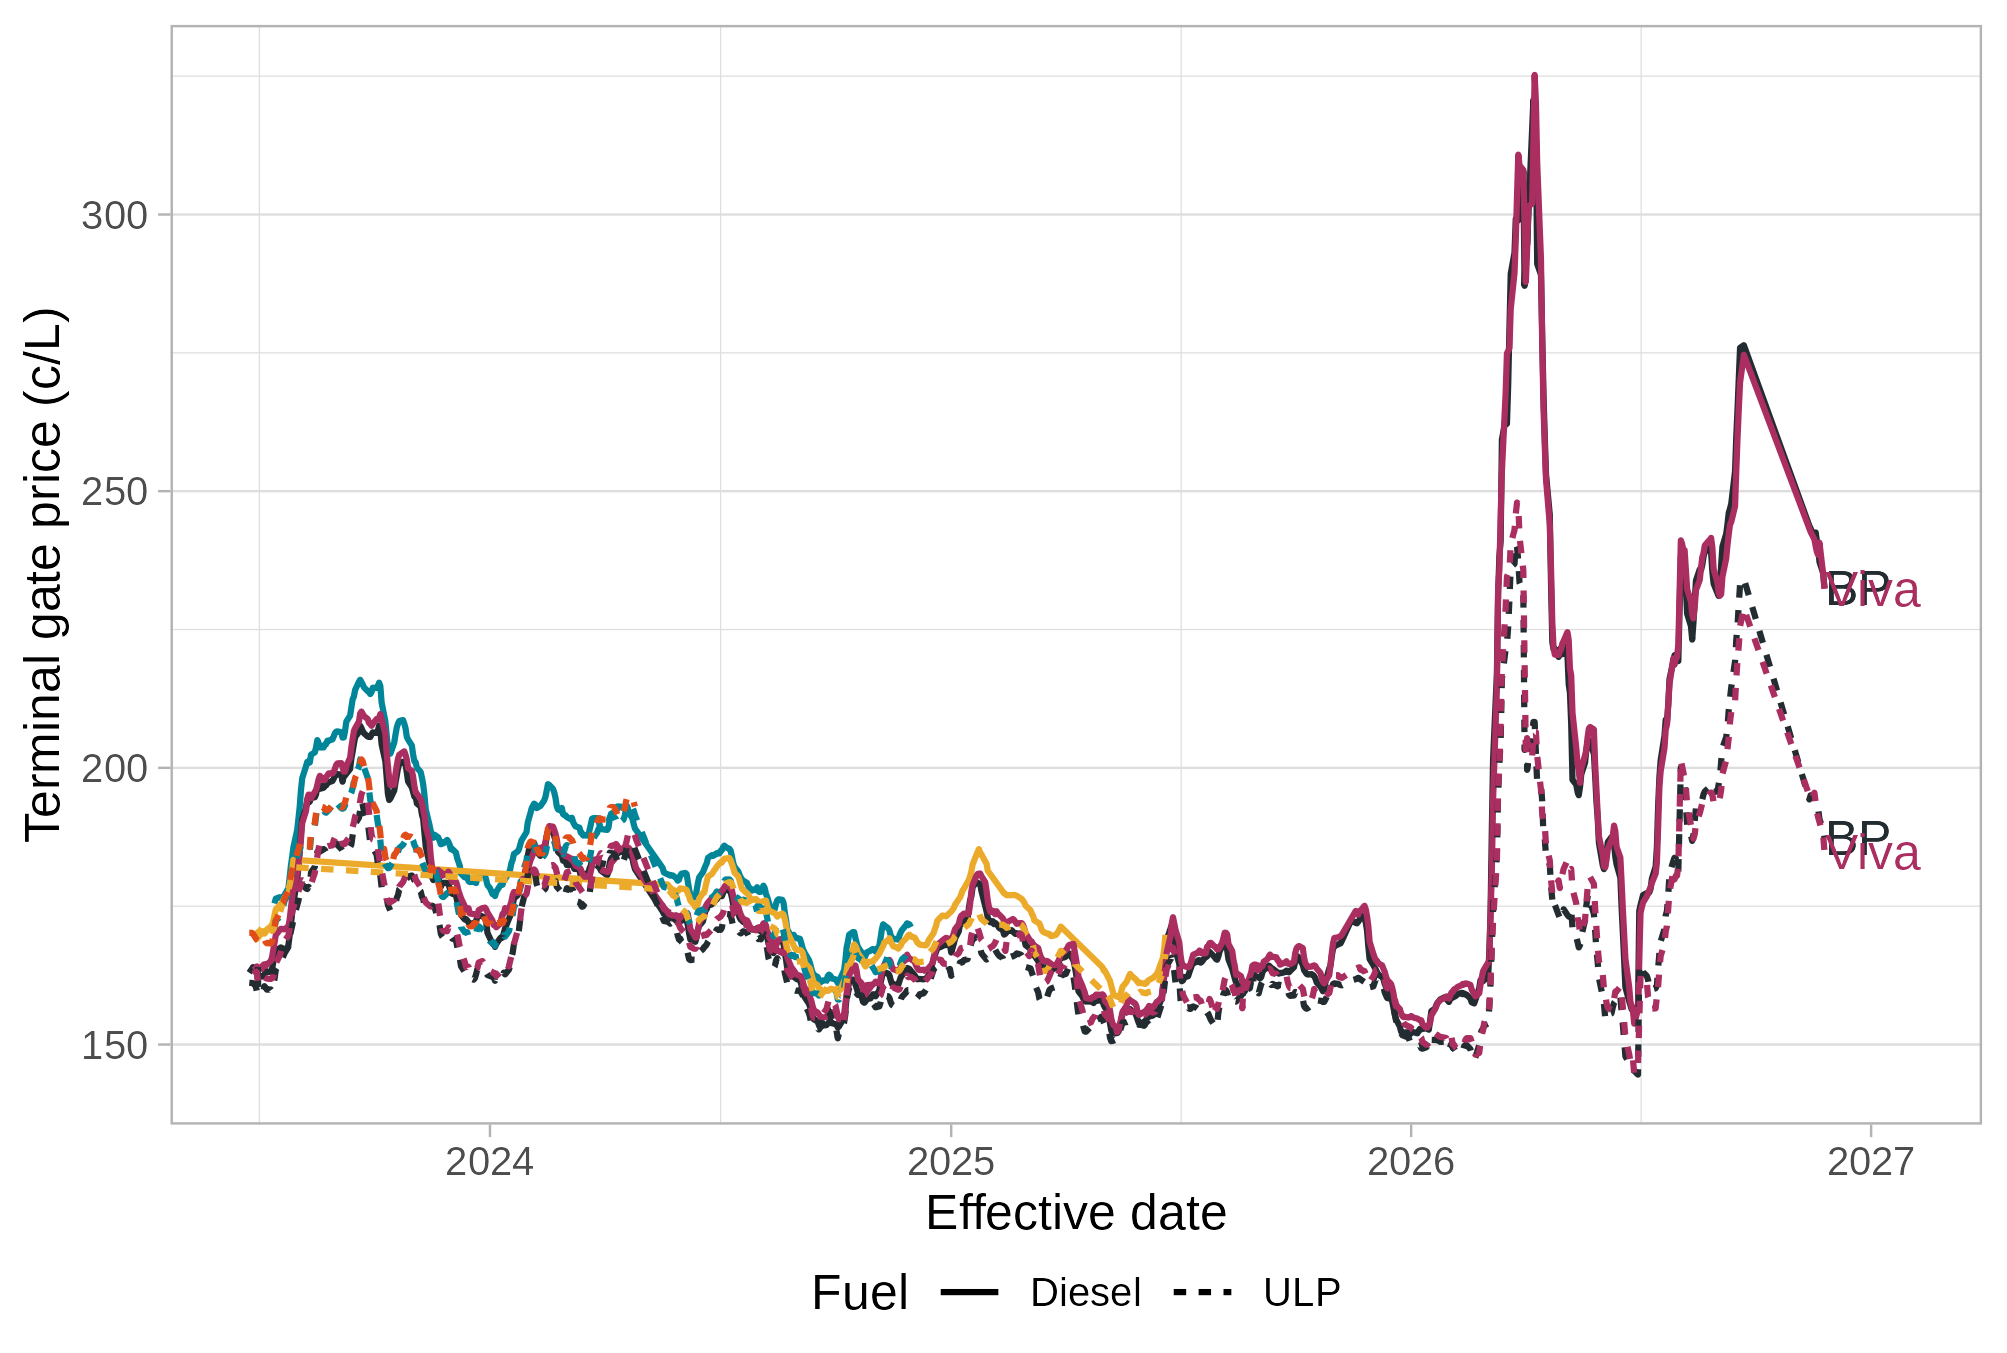 Terminal gate price (c/L)
300
250
200
150
BP
Viva
BP
Viva
2024
2025
2026
2027
Effective date
Fuel
Diesel
ULP